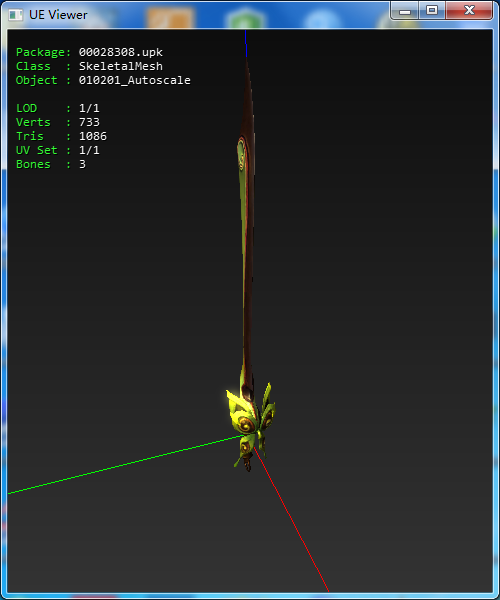 UE Viewer
Package: 00028308.upk
Class : SkeletalMesh
Object : 010201_Autoscale
LOD : 1/1
Verts : 733
Tris : 1086
UV Set : 1/1
Bones : 3